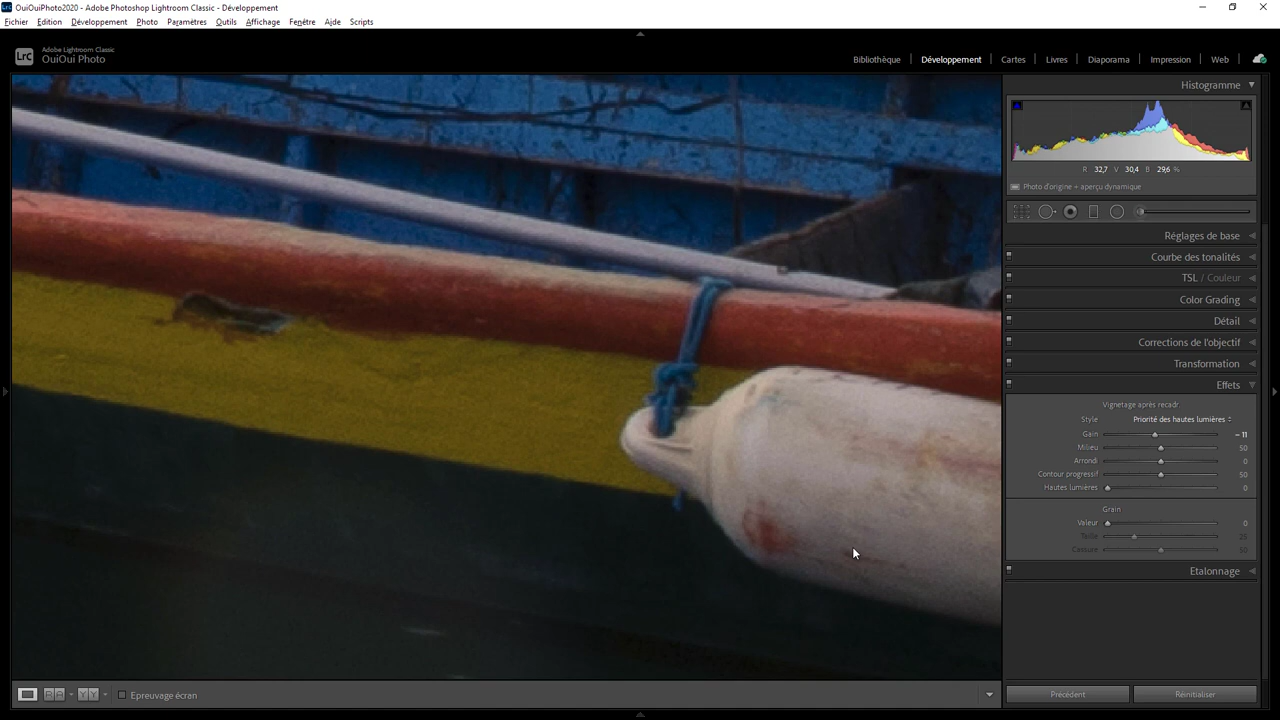 OuiOuiPhoto2020 - Adobe Photoshop Lightroom Classic - Développement
Fichier Edition Développement Photo Paramètres Outils Affichage Fenêtre Aide Scripts
Lrc
Adobe Lightroom Classic
OuiOui Photo
Bibliothèque Développement Cartes Livres Diaporama Impression Web
Histogramme
R 32,7 V 30,4 B 29,6 %
Photo d'origine + aperçu dynamique
Réglages de base
Courbe des tonalités
TSL / Couleur
Color Grading
Détail
Corrections de l'objectif
Transformation
Effets
Vignetage après recadr.
Style Priorité des hautes lumières
Gain - 11
Milieu 50
Arrondi 0
Contour progressif 50
Hautes lumières 0
Grain
Valeur 0
Taille 25
Cassure 50
Etalonnage
Epreuvage écran
Précédent Réinitialiser